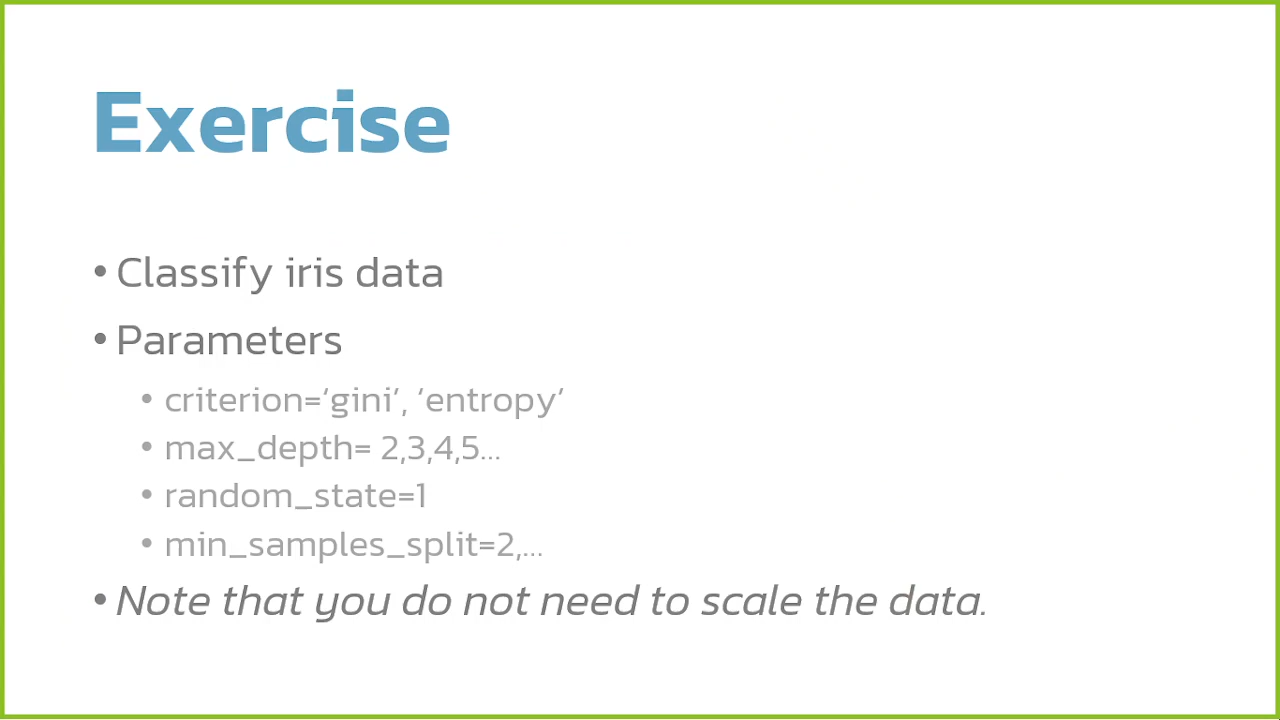 Exercise
• Classify iris data
• Parameters
• criterion=‘gini’, ‘entropy’
• max_depth= 2,3,4,5...
• random_state=1
• min_samples_split=2,...
• Note that you do not need to scale the data.